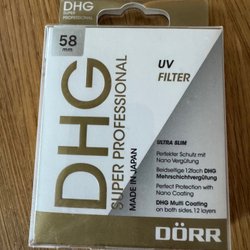 DHG
SUPER
PROFESSIONAL
58
mm
DHG
SUPER PROFESSIONAL
MADE IN JAPAN
UV
FILTER
ULTRA SLIM
Perfekter Schutz mit
Nano Vergütung
Beidseitige 12fach DHG
Mehrschichtvergütung
Perfect Protection with
Nano Coating
DHG Multi Coating
on both sides, 12 layers
DÖRR